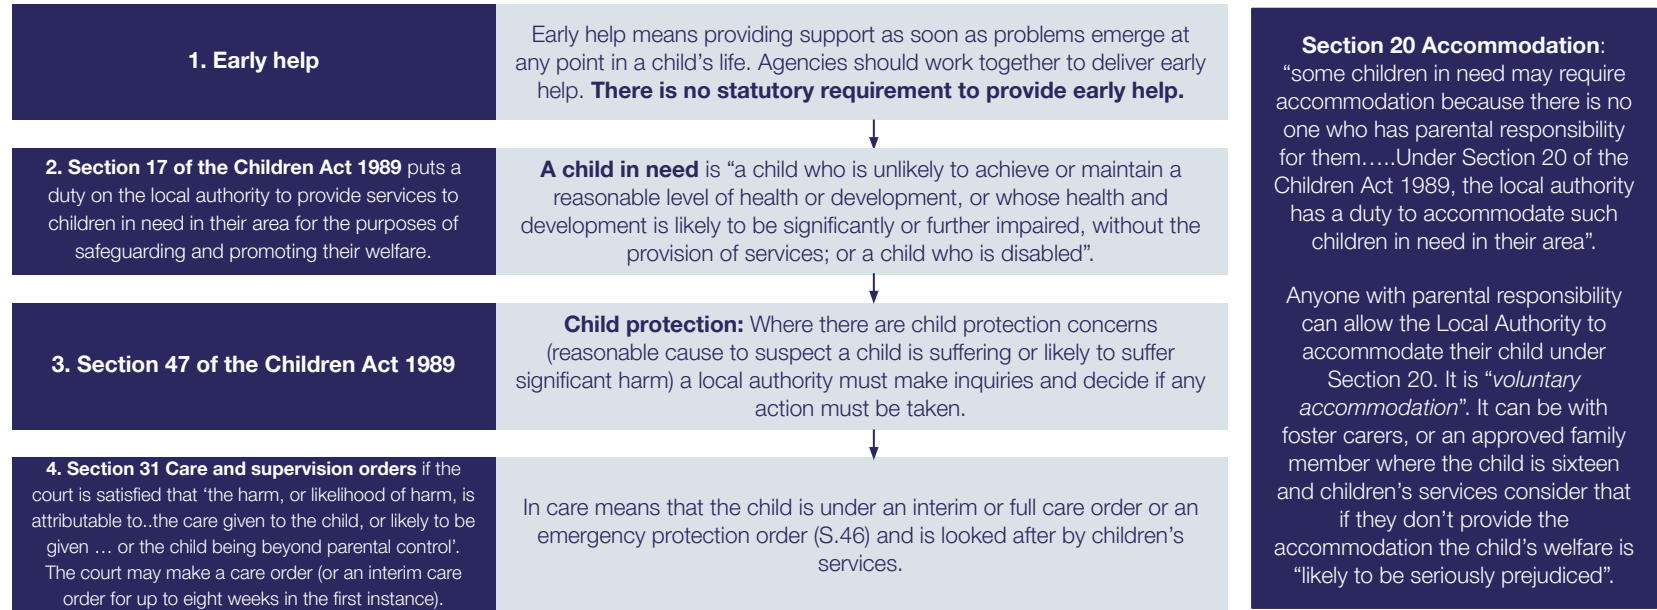 1. Early help
Early help means providing support as soon as problems emerge at
any point in a child’s life. Agencies should work together to deliver early
help. There is no statutory requirement to provide early help.
2. Section 17 of the Children Act 1989 puts a
duty on the local authority to provide services to
children in need in their area for the purposes of
safeguarding and promoting their welfare.
A child in need is “a child who is unlikely to achieve or maintain a
reasonable level of health or development, or whose health and
development is likely to be significantly or further impaired, without the
provision of services; or a child who is disabled”.
3. Section 47 of the Children Act 1989
Child protection: Where there are child protection concerns
(reasonable cause to suspect a child is suffering or likely to suffer
significant harm) a local authority must make inquiries and decide if any
action must be taken.
4. Section 31 Care and supervision orders if the
court is satisfied that ‘the harm, or likelihood of harm, is
attributable to..the care given to the child, or likely to be
given … or the child being beyond parental control’.
The court may make a care order (or an interim care
order for up to eight weeks in the first instance).
In care means that the child is under an interim or full care order or an
emergency protection order (S.46) and is looked after by children’s
services.
Section 20 Accommodation:
“some children in need may require
accommodation because there is no
one who has parental responsibility
for them…..Under Section 20 of the
Children Act 1989, the local authority
has a duty to accommodate such
children in need in their area”.
Anyone with parental responsibility
can allow the Local Authority to
accommodate their child under
Section 20. It is “voluntary
accommodation”. It can be with
foster carers, or an approved family
member where the child is sixteen
and children’s services consider that
if they don’t provide the
accommodation the child’s welfare is
“likely to be seriously prejudiced”.